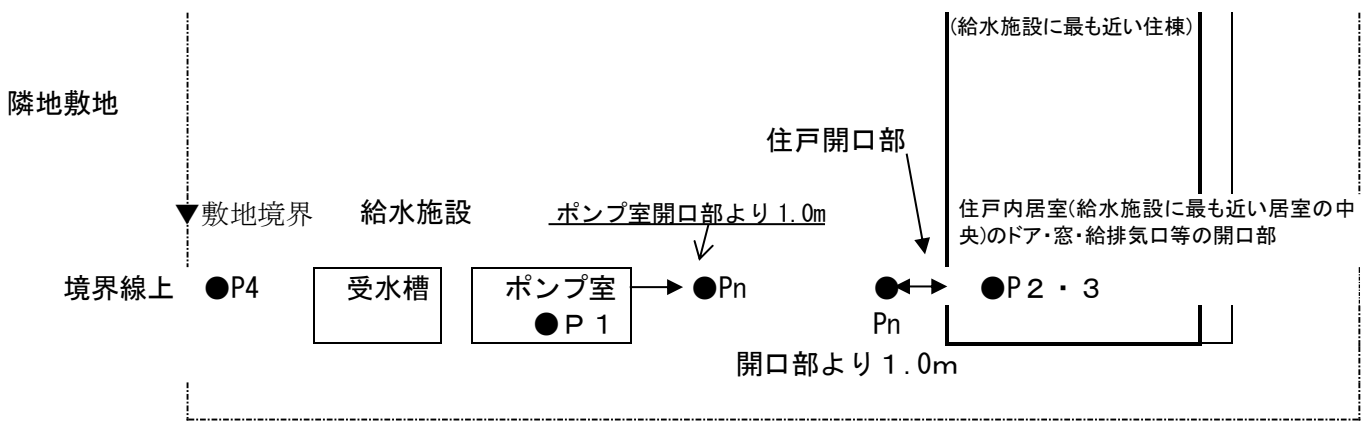 (給水施設に最も近い住棟)
隣地敷地
住戸開口部
▼敷地境界 給水施設 ポンプ室開口部より1.0m
住戸内居室(給水施設に最も近い居室の中
央)のドア・窓・給排気口等の開口部
境界線上 ●P4 受水槽 ポンプ室 ●Pn ● ●P2・3
●P1 Pn
開口部より1.0m